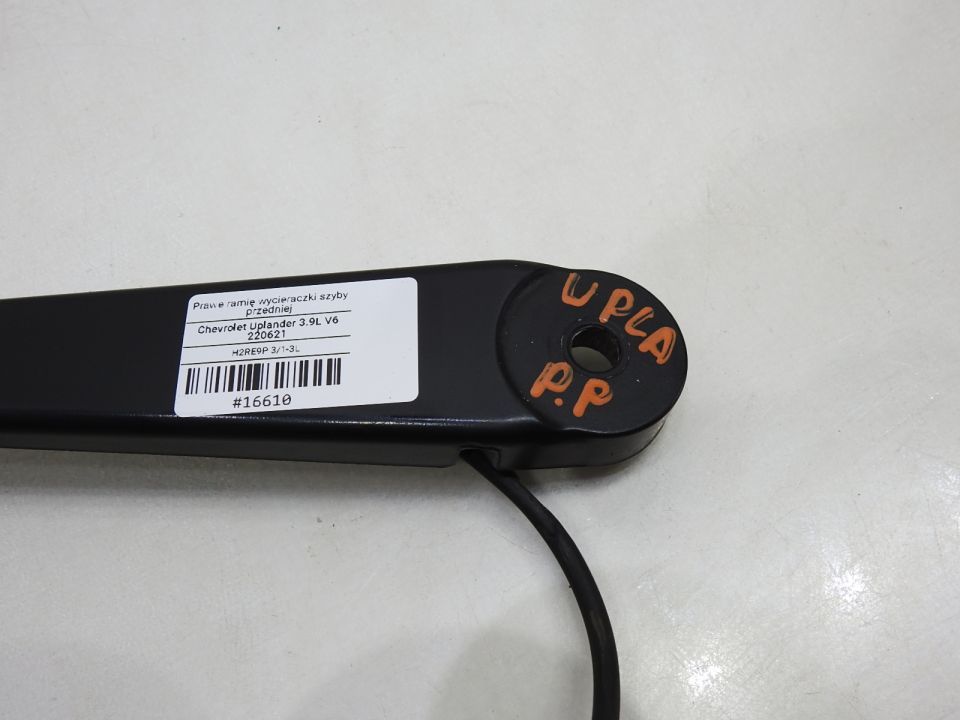 Prawe ramię wycieraczki szyby
przedniej
Chevrolet Uplander 3.9L V6
220621
H2RE9P 3/1-3L
#16610
UPLA
P.P